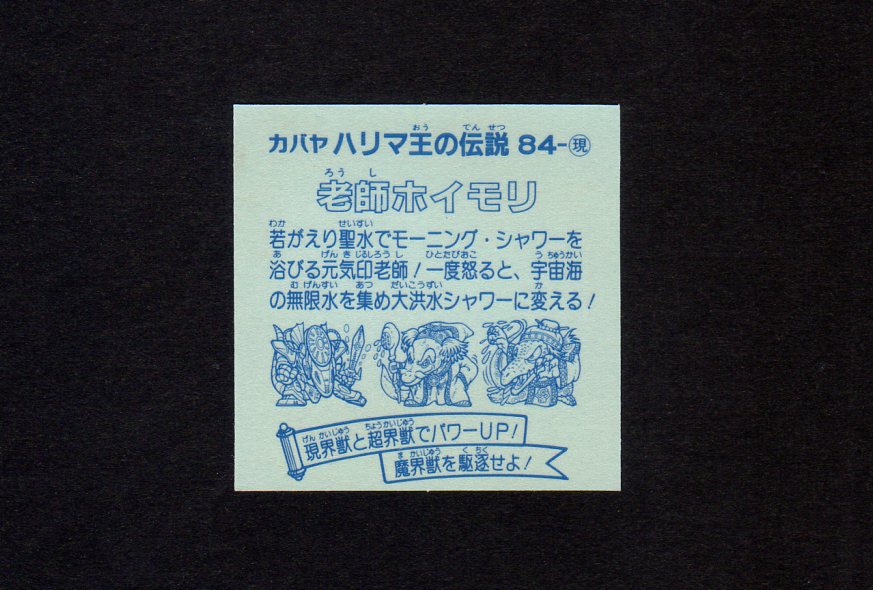 カバヤ ハリマ王の伝説 84-現
老師ホイモリ
若がえり聖水でモーニング・シャワーを
浴びる元気印老師!一度怒ると、宇宙海
の無限水を集め大洪水シャワーに変える!
現界獣と超界獣でパワーUP!
魔界獣を駆逐せよ!